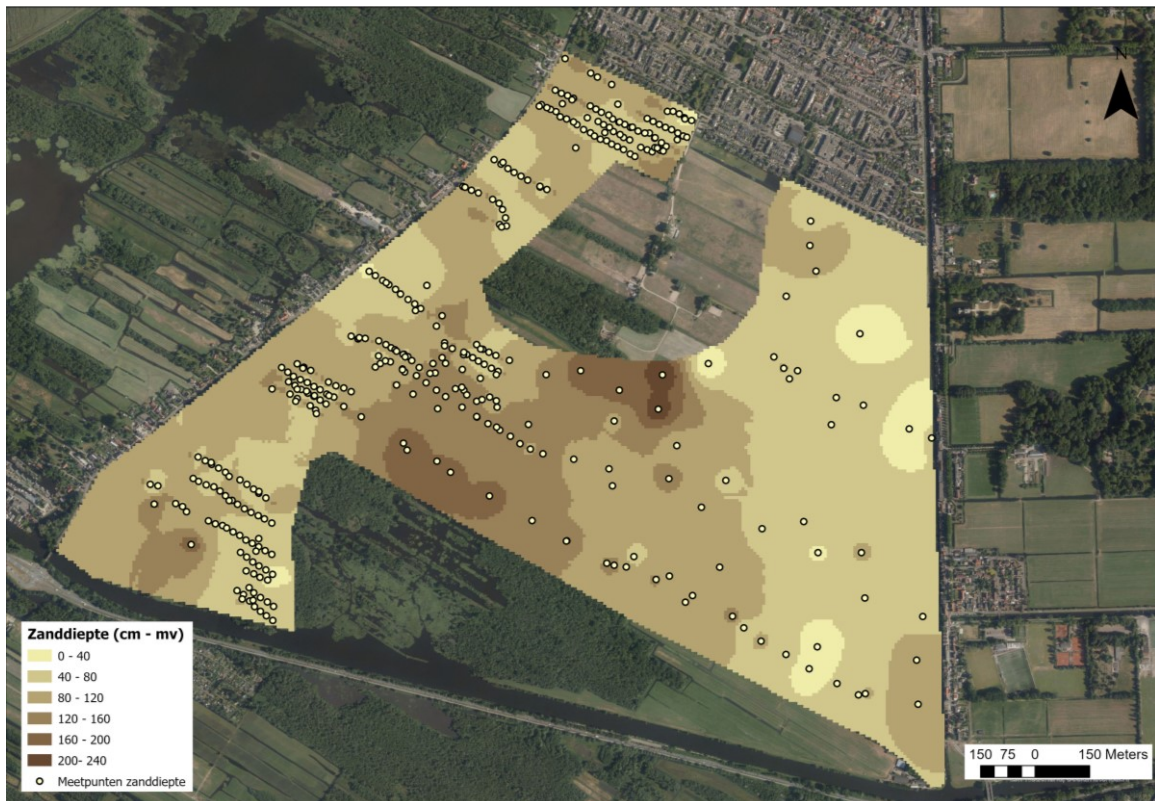 N
Zanddiepte (cm - mv)
0 - 40
40 - 80
80 - 120
120 - 160
160 - 200
200- 240
Meetpunten zanddiepte
150 75 0 150 Meters